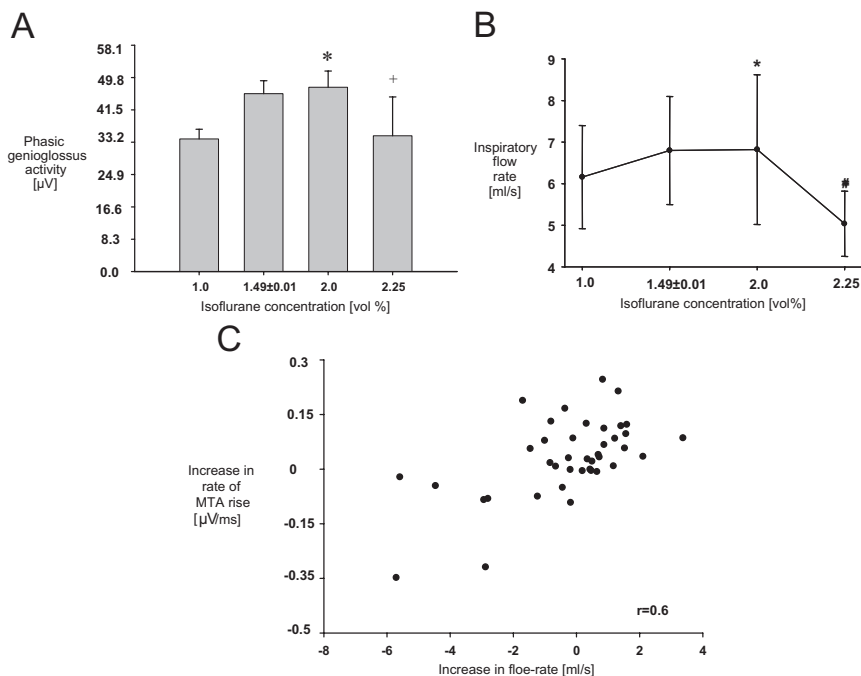 A
58.1
49.8
41.5
33.2
24.9
16.6
8.3
0.0
Phasic
genioglossus
activity
[µV]
*
+
1.0
1.49±0.01
2.0
2.25
Isoflurane concentration [vol %]
B
9
8
7
6
5
4
Inspiratory
flow
rate
[ml/s]
*
#
1.0
1.49±0.01
2.0
2.25
Isoflurane concentration [vol%]
C
0.3
0.15
0
-0.15
-0.35
-0.5
Increase in
rate of
MTA rise
[µV/ms]
r=0.6
-8
-6
-4
-2
0
2
4
Increase in floe-rate [ml/s]